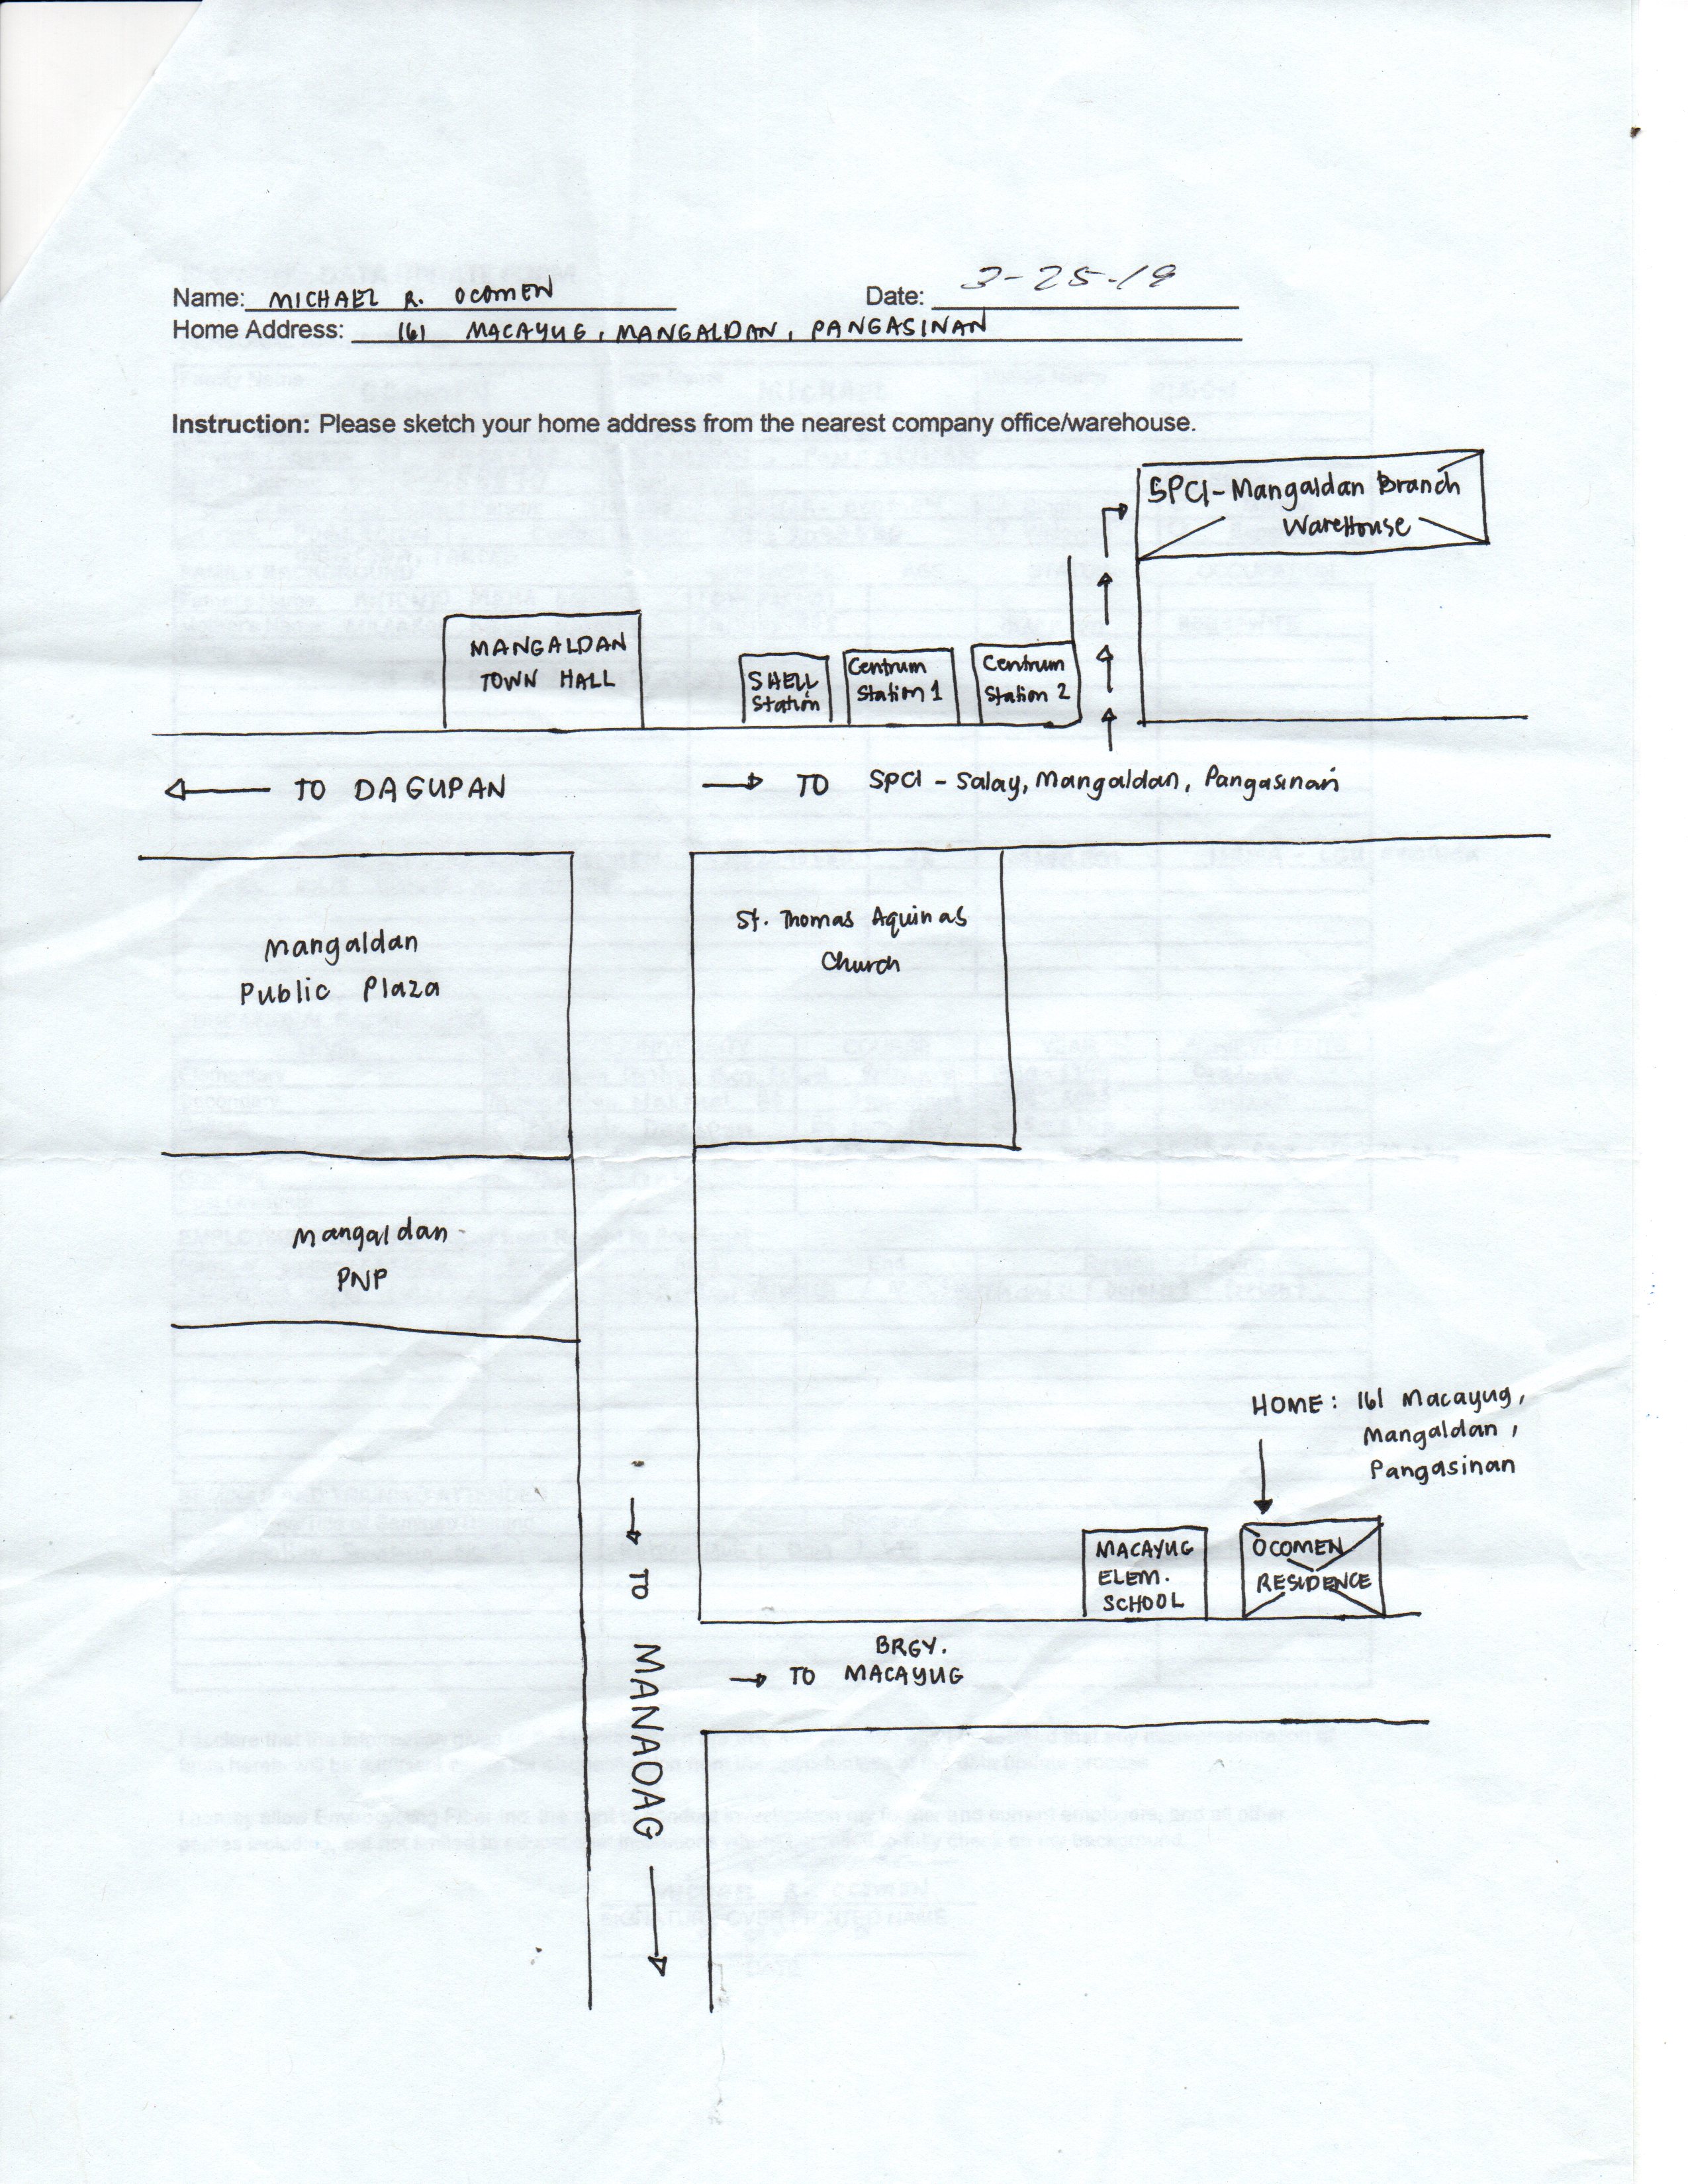 Name: MICHAEL R. OCOMEN
Date: 3-25-19
Home Address: 161 MACAYUG, MANGALDAN, PANGASINAN
Instruction: Please sketch your home address from the nearest company office/warehouse.
SPCI-Mangaldan Branch
WareHouse
MANGALDAN
TOWN HALL
SHELL
Station
Centrum
Station 1
Centrum
Station 2
TO DAGUPAN
TO SPCI - Salay, Mangaldan, Pangasinan
Mangaldan
Public Plaza
St. Thomas Aquinas
Church
Mangaldan
PNP
HOME: 161 Macayug,
Mangaldan,
Pangasinan
MACAYUG
ELEM.
SCHOOL
OCOMEN
RESIDENCE
TO MANAOAG
BRGY.
TO MACAYUG